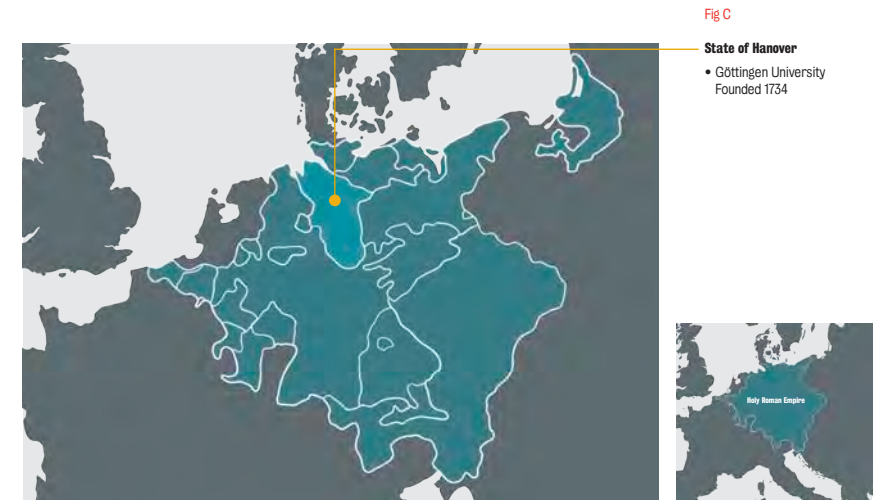 Fig C
State of Hanover
• Göttingen University
Founded 1734
Holy Roman Empire